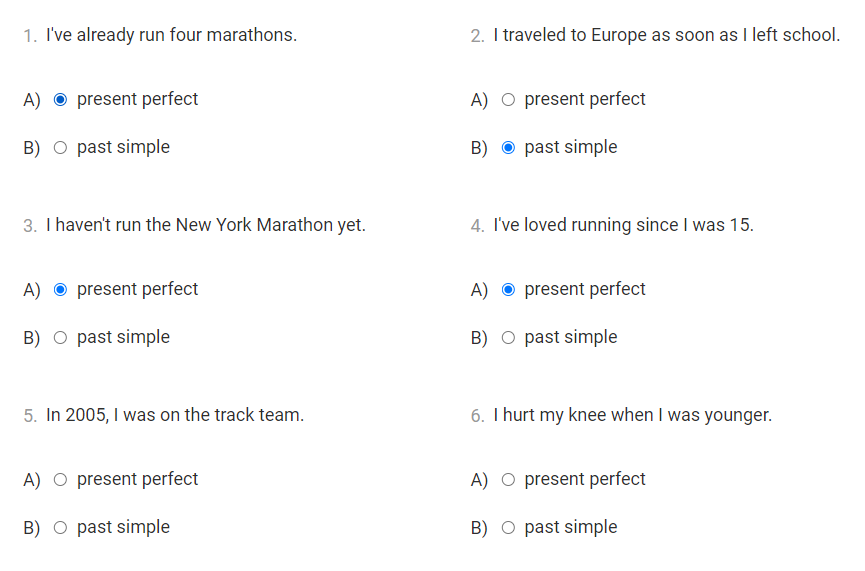 1. I've already run four marathons.
A) present perfect
B) past simple
2. I traveled to Europe as soon as I left school.
A) present perfect
B) past simple
3. I haven't run the New York Marathon yet.
A) present perfect
B) past simple
4. I've loved running since I was 15.
A) present perfect
B) past simple
5. In 2005, I was on the track team.
A) present perfect
B) past simple
6. I hurt my knee when I was younger.
A) present perfect
B) past simple